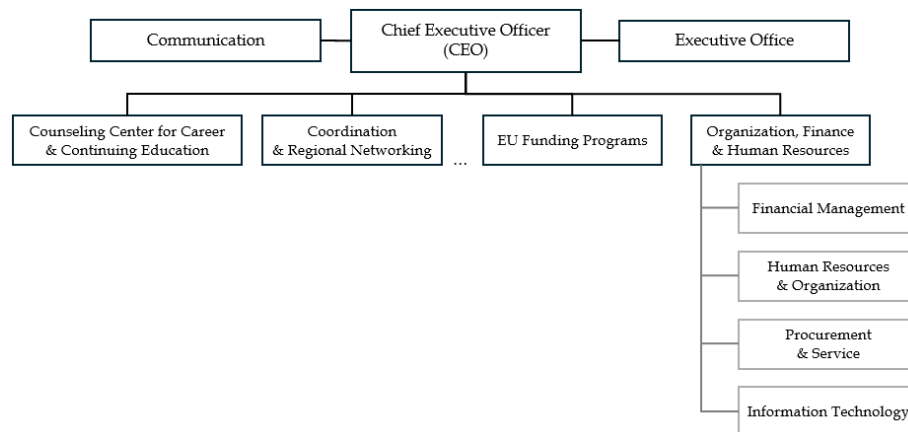 Communication
Chief Executive Officer
(CEO)
Executive Office
Counseling Center for Career
& Continuing Education
Coordination
& Regional Networking
...
EU Funding Programs
Organization, Finance
& Human Resources
Financial Management
Human Resources
& Organization
Procurement
& Service
Information Technology